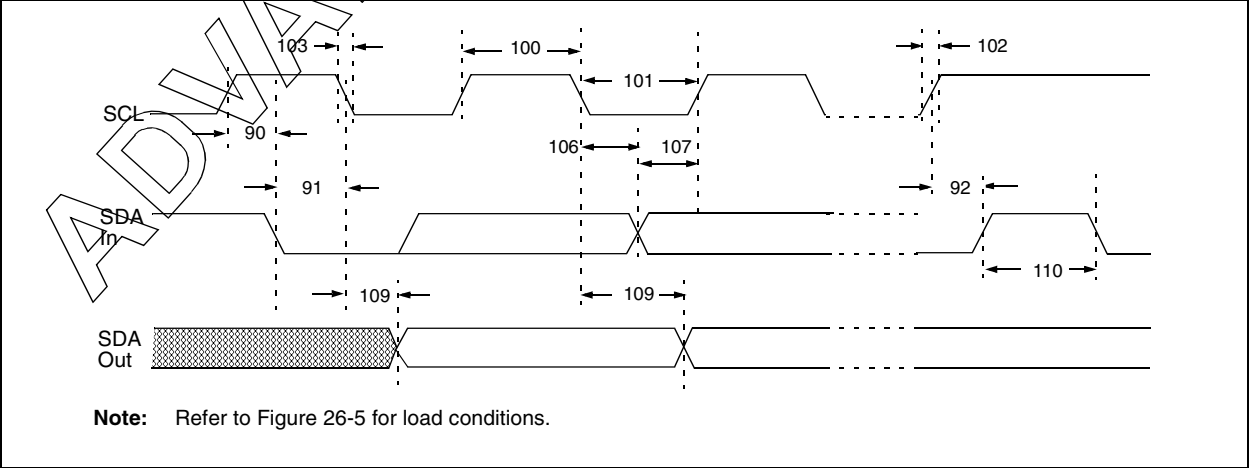 ADVA
103
100
102
101
SCL
90
106
107
91
92
SDA
In
110
109
109
SDA
Out
Note: Refer to Figure 26-5 for load conditions.